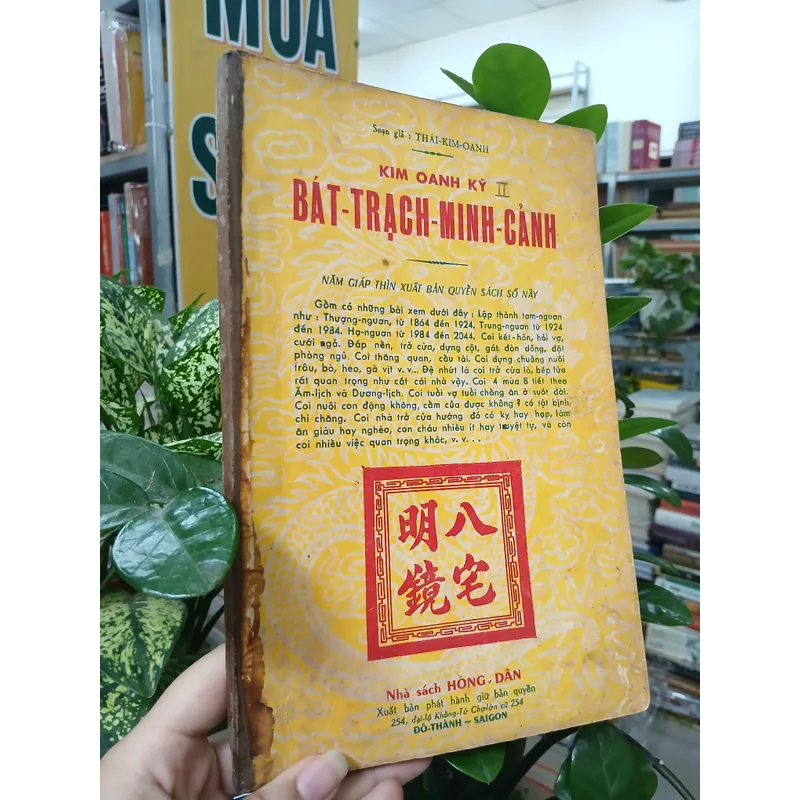 MUA
S
Soạn giả : THÁI-KIM-OANH
KIM OANH KÝ II
BÁT-TRẠCH-MINH-CẢNH
NĂM GIÁP THÌN XUẤT BẢN QUYỂN SÁCH SỐ NÀY
Gồm có những bài xem dưới đây : Lập thành tam-nguơn
như : Thượng-nguơn, từ 1864 đến 1924. Trung-nguơn từ 1924
đến 1984. Hạ-nguơn từ 1984 đến 2044. Coi kết-hôn, hỏi vợ,
cưới ngả. Đắp nền, trở cửa, dựng cột, gát đòn dông, đặt
phòng ngủ. Coi thăng quan, cầu tài. Coi dựng chuồng nuôi
trâu, bò, heo, gà vịt v.v... Đệ nhứt là coi trở cửa lò, bếp lửa
rất quan trọng như cất cái nhà vậy. Coi 4 mùa 8 tiết theo
Âm-lịch và Dương-lịch. Coi tuổi vợ tuổi chồng ăn ở suốt đời.
Coi nuôi con đặng không, cầm của được không ? có tật bịnh
chi chăng. Coi nhà trở cửa hướng đó có kỵ hay hạp, làm
ăn giàu hay nghèo, con cháu nhiều ít hay tuyệt tự, và còn
coi nhiều việc quan trọng khác, v.v...
八宅
明鏡
Nhà sách HỒNG-DÂN
Xuất bản phát hành giữ bản quyền
254, đại-lộ Khổng-Tử Chợlớn cũ 254
ĐÔ-THÀNH — SAIGON